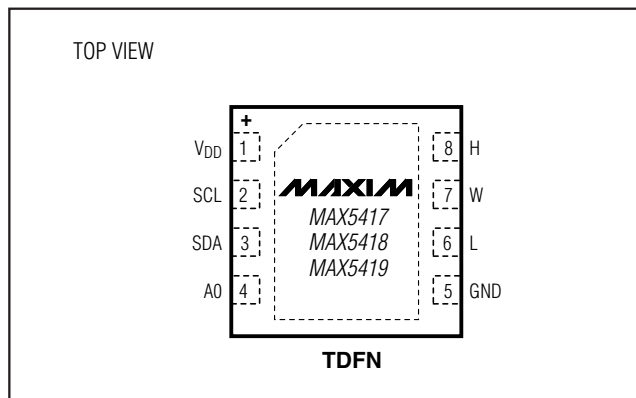 TOP VIEW
+
VDD 1 8 H
SCL 2 MAXIM 7 W
MAX5417
SDA 3 MAX5418 6 L
MAX5419
A0 4 5 GND
TDFN